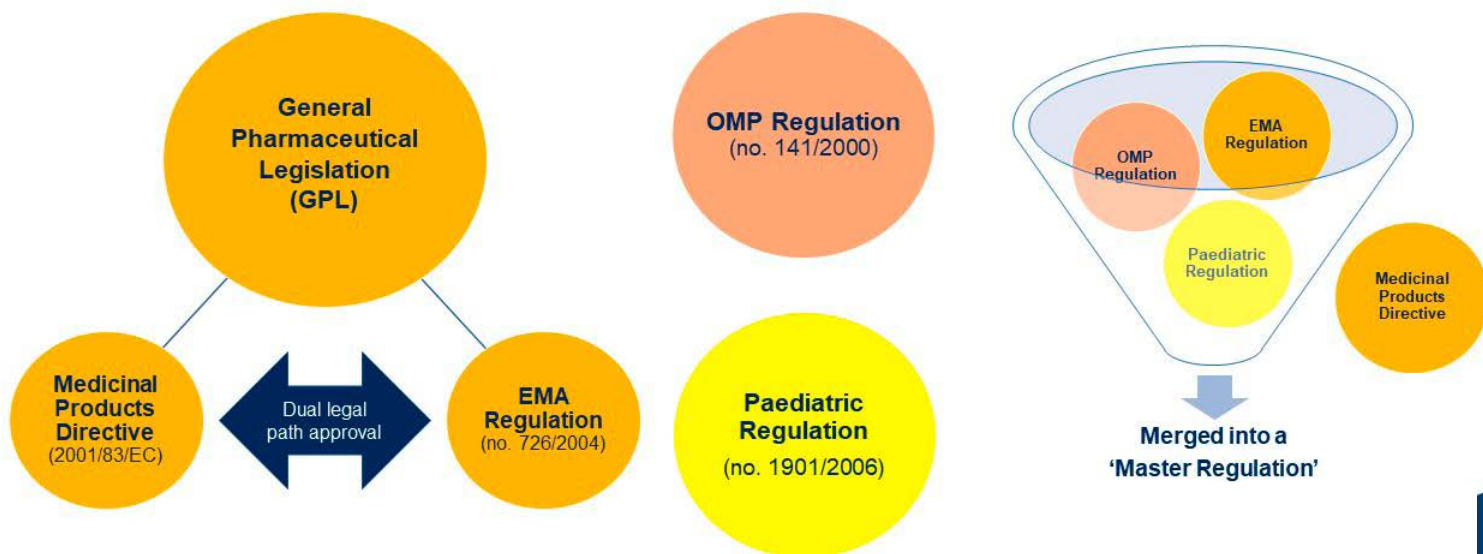 General
Pharmaceutical
Legislation
(GPL)
Medicinal
Products
Directive
(2001/83/EC)
Dual legal
path approval
EMA
Regulation
(no. 726/2004)
OMP Regulation
(no. 141/2000)
Paediatric
Regulation
(no. 1901/2006)
OMP
Regulation
EMA
Regulation
Paediatric
Regulation
Medicinal
Products
Directive
Merged into a
‘Master Regulation’